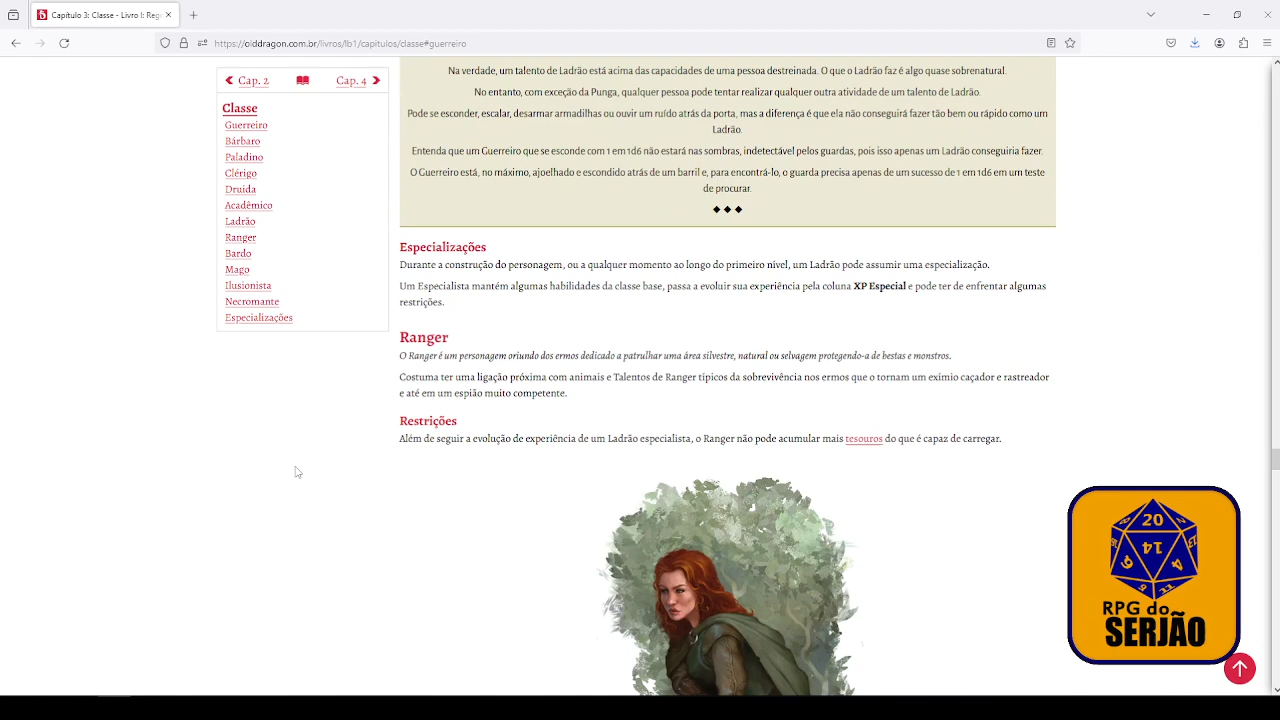 Capítulo 3: Classe - Livro I: Reg
https://olddragon.com.br/livros/lb1/capitulos/classe#guerreiro
Cap. 2
Cap. 4
Classe
Guerreiro
Bárbaro
Paladino
Clérigo
Druida
Acadêmico
Ladrão
Ranger
Bardo
Mago
Ilusionista
Necromante
Especializações
Na verdade, um talento de Ladrão está acima das capacidades de uma pessoa destreinada. O que o Ladrão faz é algo quase sobrenatural.
No entanto, com exceção da Punga, qualquer pessoa pode tentar realizar qualquer outra atividade de um talento de Ladrão.
Pode se esconder, escalar, desarmar armadilhas ou ouvir um ruído atrás da porta, mas a diferença é que ela não conseguirá fazer tão bem ou rápido como um
Ladrão.
Entenda que um Guerreiro que se esconde com 1 em 1d6 não estará nas sombras, indetectável pelos guardas, pois isso apenas um Ladrão conseguiria fazer.
O Guerreiro está, no máximo, ajoelhado e escondido atrás de um barril e, para encontrá-lo, o guarda precisa apenas de um sucesso de 1 em 1d6 em um teste
de procurar.
Especializações
Durante a construção do personagem, ou a qualquer momento ao longo do primeiro nível, um Ladrão pode assumir uma especialização.
Um Especialista mantém algumas habilidades da classe base, passa a evoluir sua experiência pela coluna XP Especial e pode ter de enfrentar algumas
restrições.
Ranger
O Ranger é um personagem oriundo dos ermos dedicado a patrulhar uma área silvestre, natural ou selvagem protegendo-a de bestas e monstros.
Costuma ter uma ligação próxima com animais e Talentos de Ranger típicos da sobrevivência nos ermos que o tornam um exímio caçador e rastreador
e até em um espião muito competente.
Restrições
Além de seguir a evolução de experiência de um Ladrão especialista, o Ranger não pode acumular mais tesouros do que é capaz de carregar.
20
14
RPG do
SERJÃO